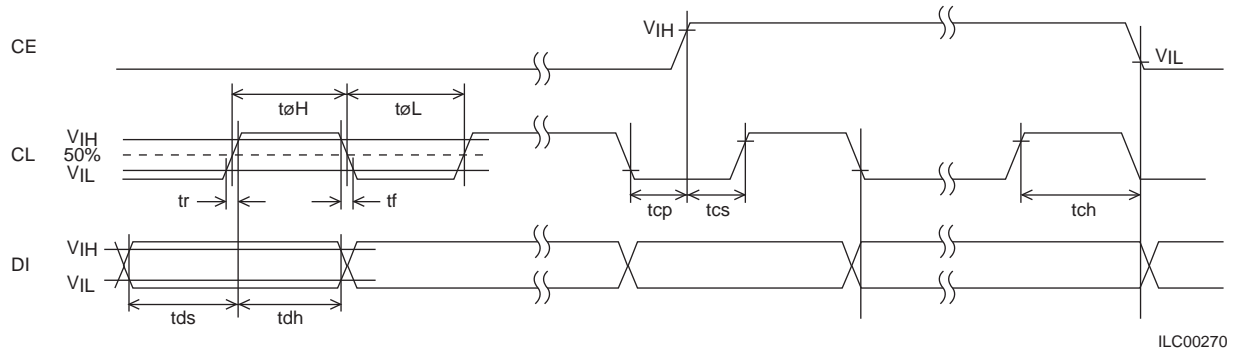 CE
VIH
VIL
tøH
tøL
CL
VIH
50%
VIL
tr
tf
tcp
tcs
tch
DI
VIH
VIL
tds
tdh
ILC00270